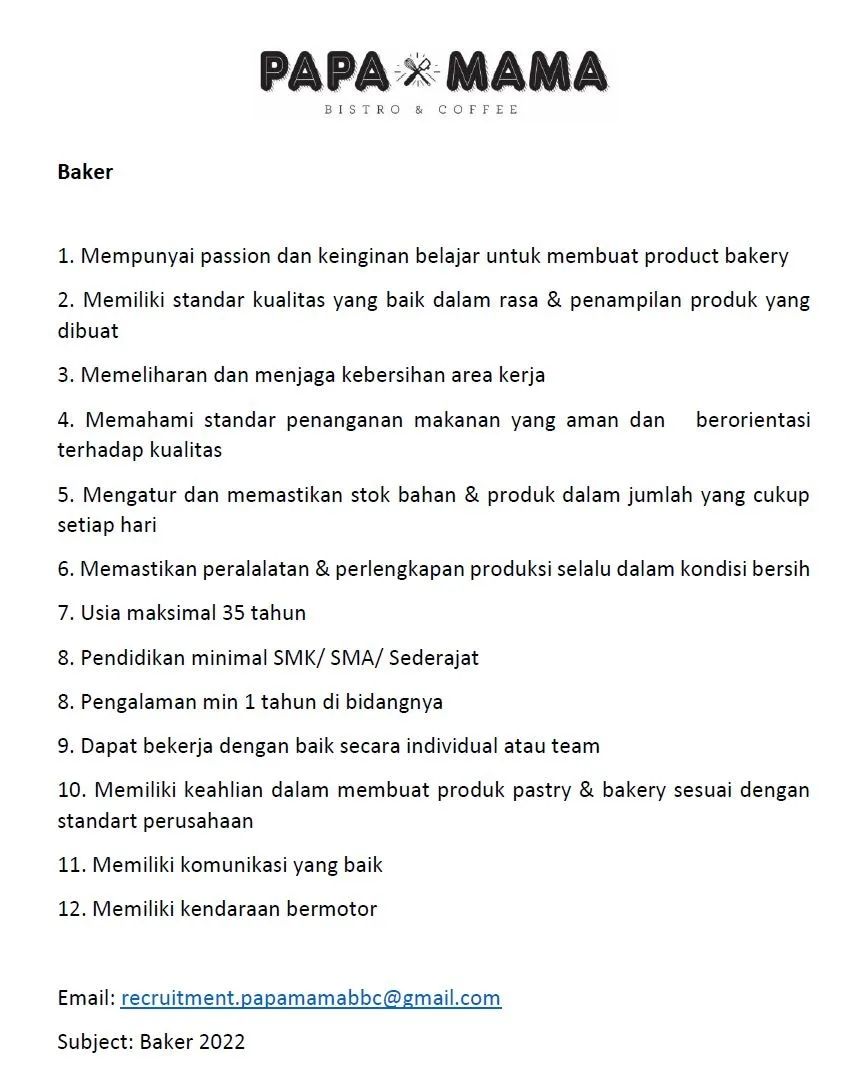 PAPA MAMA
BISTRO & COFFEE
Baker
1. Mempunyai passion dan keinginan belajar untuk membuat product bakery
2. Memiliki standar kualitas yang baik dalam rasa & penampilan produk yang
dibuat
3. Memeliharan dan menjaga kebersihan area kerja
4. Memahami standar penanganan makanan yang aman dan berorientasi
terhadap kualitas
5. Mengatur dan memastikan stok bahan & produk dalam jumlah yang cukup
setiap hari
6. Memastikan peralalatan & perlengkapan produksi selalu dalam kondisi bersih
7. Usia maksimal 35 tahun
8. Pendidikan minimal SMK/ SMA/ Sederajat
8. Pengalaman min 1 tahun di bidangnya
9. Dapat bekerja dengan baik secara individual atau team
10. Memiliki keahlian dalam membuat produk pastry & bakery sesuai dengan
standart perusahaan
11. Memiliki komunikasi yang baik
12. Memiliki kendaraan bermotor
Email: recruitment.papamamabbc@gmail.com
Subject: Baker 2022